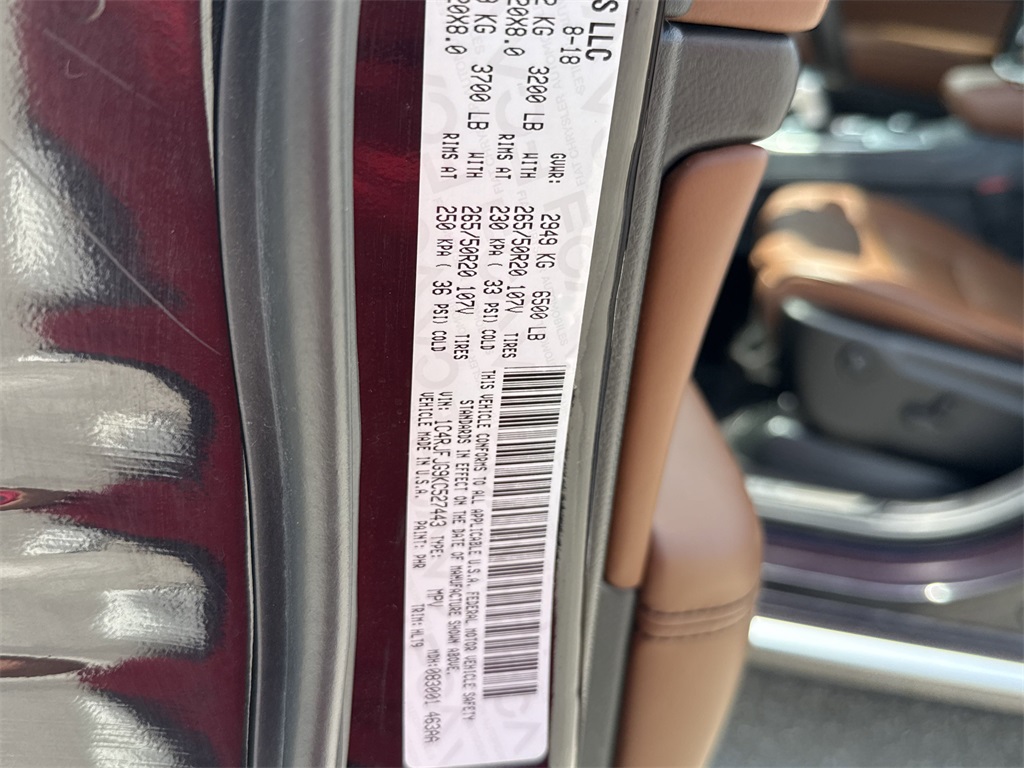 S LLC
8-18 GVWR: 2949 KG 6500 LB
2 KG 3200 LB WITH 265/50R20 107V TIRES
20X8.0 RIMS AT 230 KPA ( 33 PSI) COLD
KG 3700 LB WITH 265/50R20 107V TIRES
20X8.0 RIMS AT 250 KPA ( 36 PSI) COLD
THIS VEHICLE CONFORMS TO ALL APPLICABLE U.S.A. FEDERAL MOTOR VEHICLE SAFETY
STANDARDS IN EFFECT ON THE DATE OF MANUFACTURE SHOWN ABOVE.
VIN: 1C4RJFJG9KC527443 TYPE: MPV MDH:083001 463AA
VEHICLE MADE IN U.S.A. PAINT: PHR TRIM:HLT9